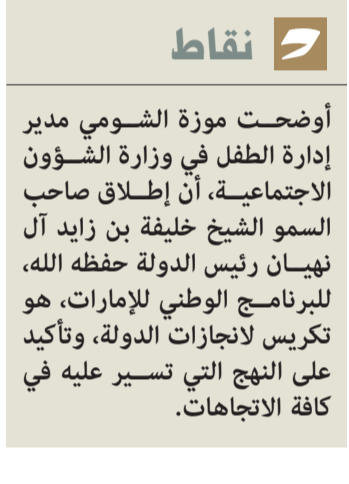 نقاط
أوضحت موزة الشومي مدير
إدارة الطفل في وزارة الشؤون
الاجتماعية، أن إطلاق صاحب
السمو الشيخ خليفة بن زايد آل
نهيان رئيس الدولة حفظه الله،
للبرنامج الوطني للإمارات، هو
تكريس لانجازات الدولة، وتأكيد
على النهج التي تسير عليه في
كافة الاتجاهات.